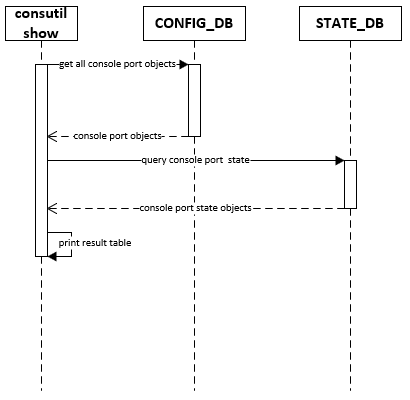 consutil
show
CONFIG_DB
STATE_DB
get all console port objects
console port objects
query console port state
console port state objects
print result table